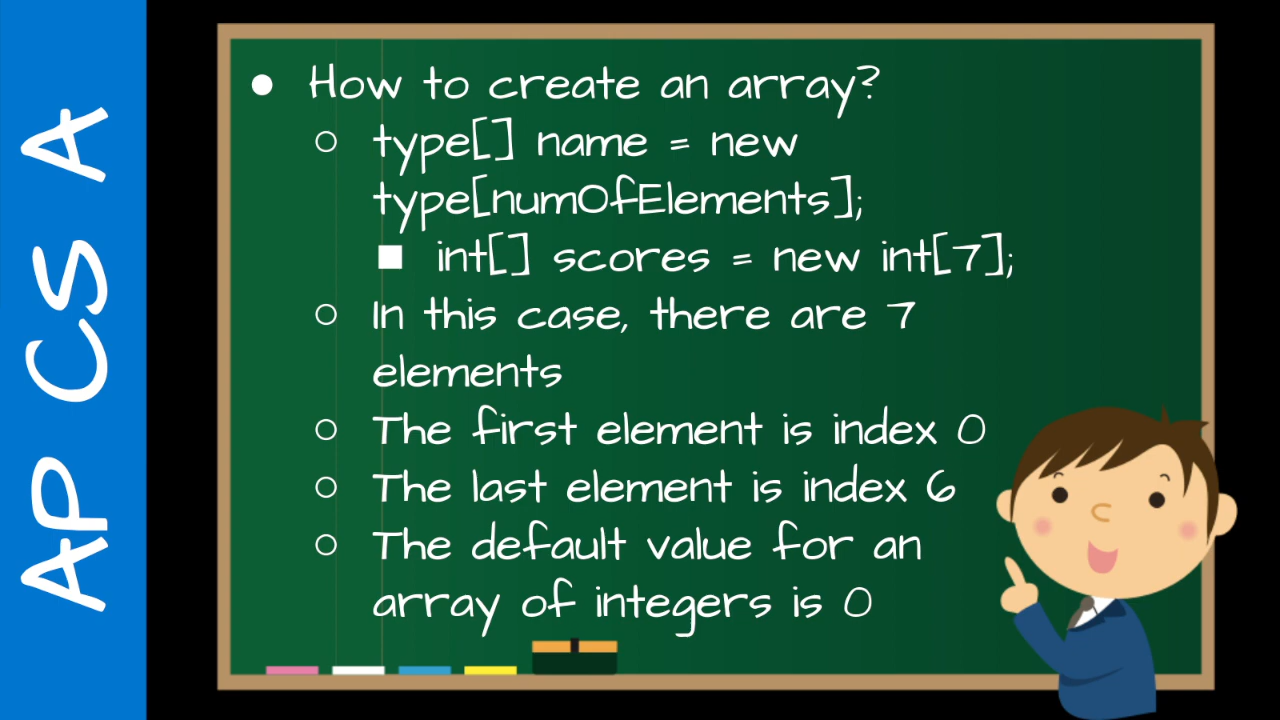 AP CS A
● How to create an array?
○ type[] name = new
type[numOfElements];
■ int[] scores = new int[7];
○ In this case, there are 7
elements
○ The first element is index 0
○ The last element is index 6
○ The default value for an
array of integers is 0